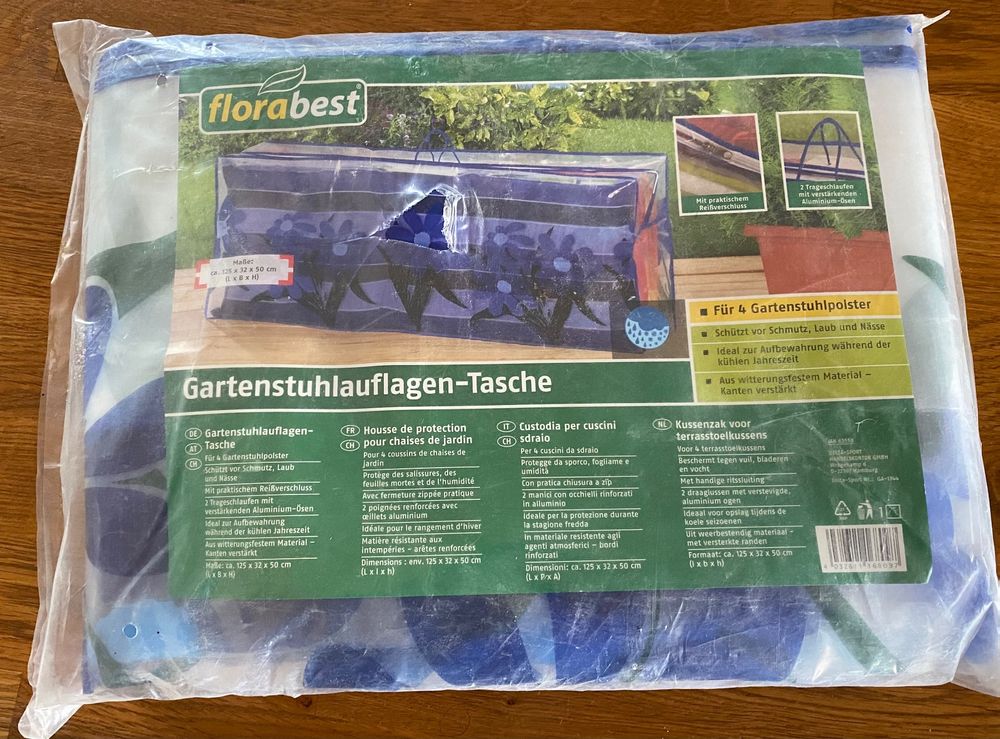 florabest
Mit praktischem
Reißverschluss
2 Trageschlaufen
mit verstärkenden
Aluminium-Ösen
Maße:
ca. 125 x 32 x 50 cm
(L x B x H)
Für 4 Gartenstuhlpolster
Schützt vor Schmutz, Laub und Nässe
Ideal zur Aufbewahrung während der
kühlen Jahreszeit
Aus witterungsfestem Material –
Kanten verstärkt
Gartenstuhlauflagen-Tasche
DE
AT
CH
Gartenstuhlauflagen-
Tasche
Für 4 Gartenstuhlpolster
Schützt vor Schmutz, Laub
und Nässe
Mit praktischem Reißverschluss
2 Trageschlaufen mit
verstärkenden Aluminium-Ösen
Ideal zur Aufbewahrung
während der kühlen Jahreszeit
Aus witterungsfestem Material –
Kanten verstärkt
Maße: ca. 125 x 32 x 50 cm
(L x B x H)
FR
CH
Housse de protection
pour chaises de jardin
Pour 4 coussins de chaises de
jardin
Protège des salissures, des
feuilles mortes et de l'humidité
Avec fermeture zippée pratique
2 poignées renforcées avec
œillets aluminium
Idéale pour le rangement d'hiver
Matière résistante aux
intempéries – arêtes renforcées
Dimensions : env. 125 x 32 x 50 cm
(L x l x h)
IT
CH
Custodia per cuscini
sdraio
Per 4 cuscini da sdraio
Protegge da sporco, fogliame e
umidità
Con pratica chiusura a zip
2 manici con occhielli rinforzati
in alluminio
Ideale per la protezione durante
la stagione fredda
In materiale resistente agli
agenti atmosferici – bordi
rinforzati
Dimensioni: ca. 125 x 32 x 50 cm
(L x P x A)
NL
Kussenzak voor
terrasstoelkussens
Voor 4 terrasstoelkussens
Beschermt tegen vuil, bladeren
en vocht
Met handige ritssluiting
2 draaglussen met verstevigde,
aluminium ogen
Ideaal voor opslag tijdens de
koele seizoenen
Uit weerbestendig materiaal –
met versterkte randen
Formaat: ca. 125 x 32 x 50 cm
(l x b x h)
DELTA-SPORT
HANDELSKONTOR GMBH
Wragekamp 6
Hamburg